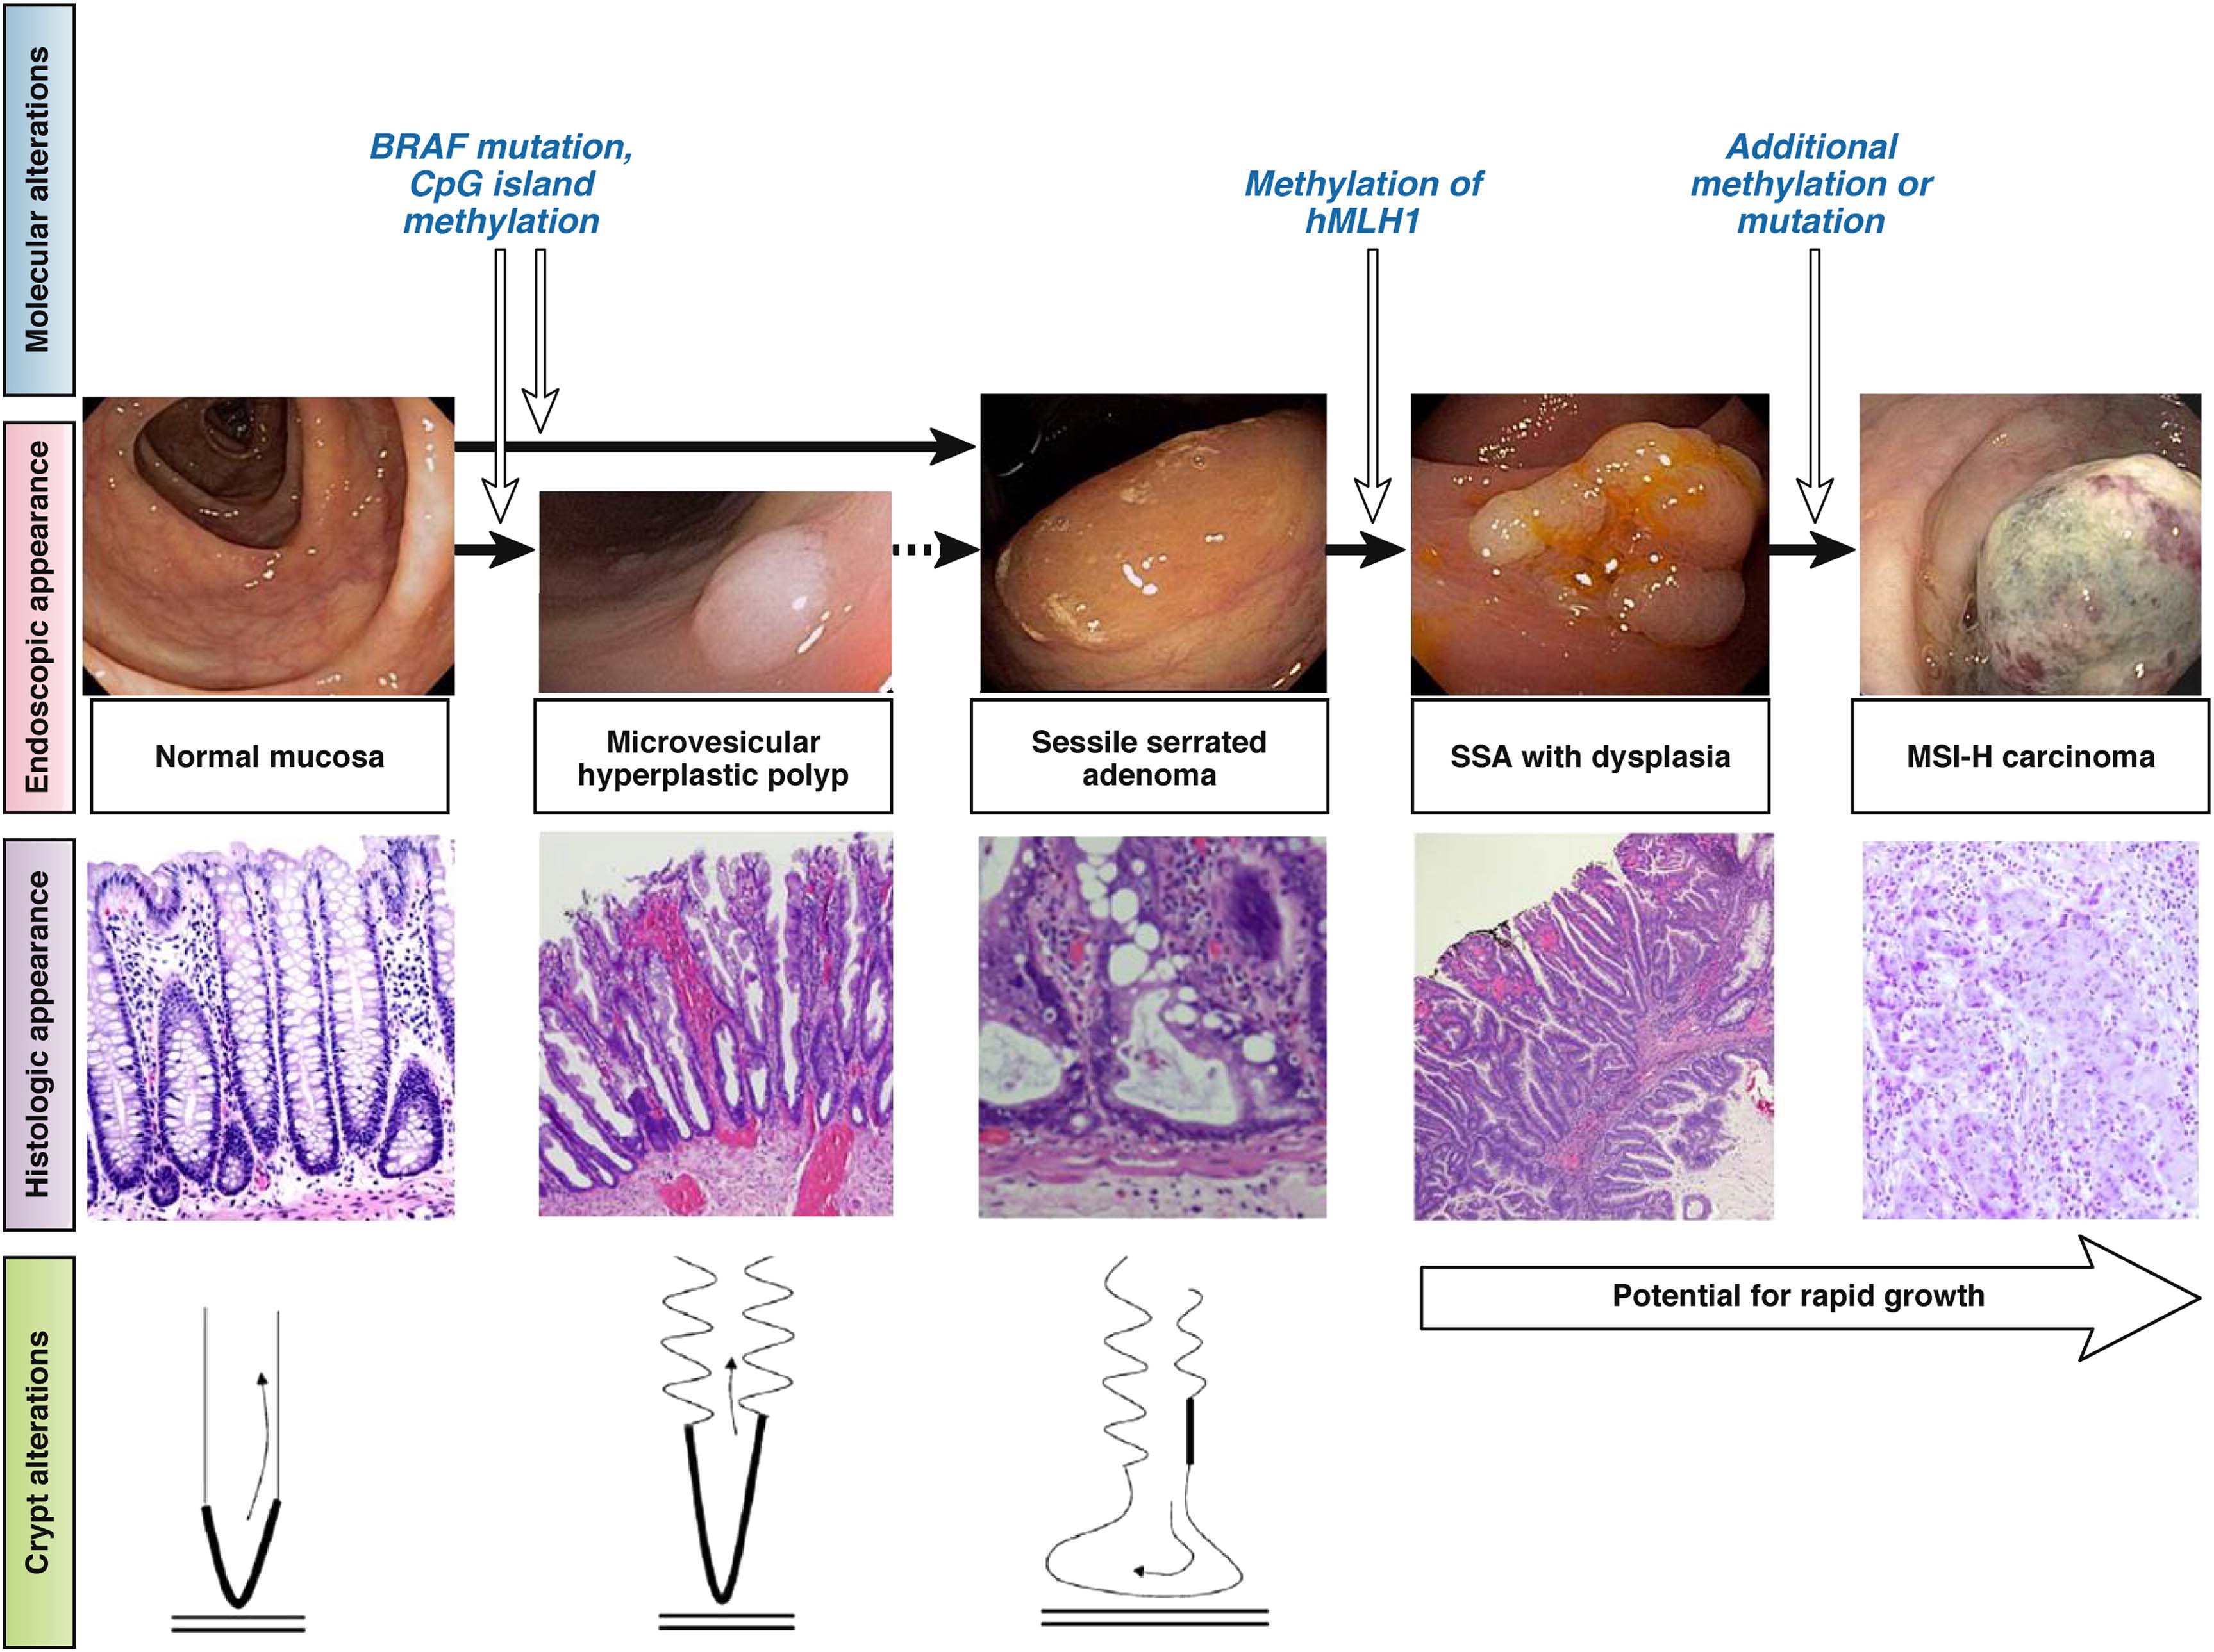 Molecular alterations
BRAF mutation,
CpG island
methylation
Methylation of
hMLH1
Additional
methylation or
mutation
Endoscopic appearance
Normal mucosa
Microvesicular
hyperplastic polyp
Sessile serrated
adenoma
SSA with dysplasia
MSI-H carcinoma
Histologic appearance
Crypt alterations
Potential for rapid growth